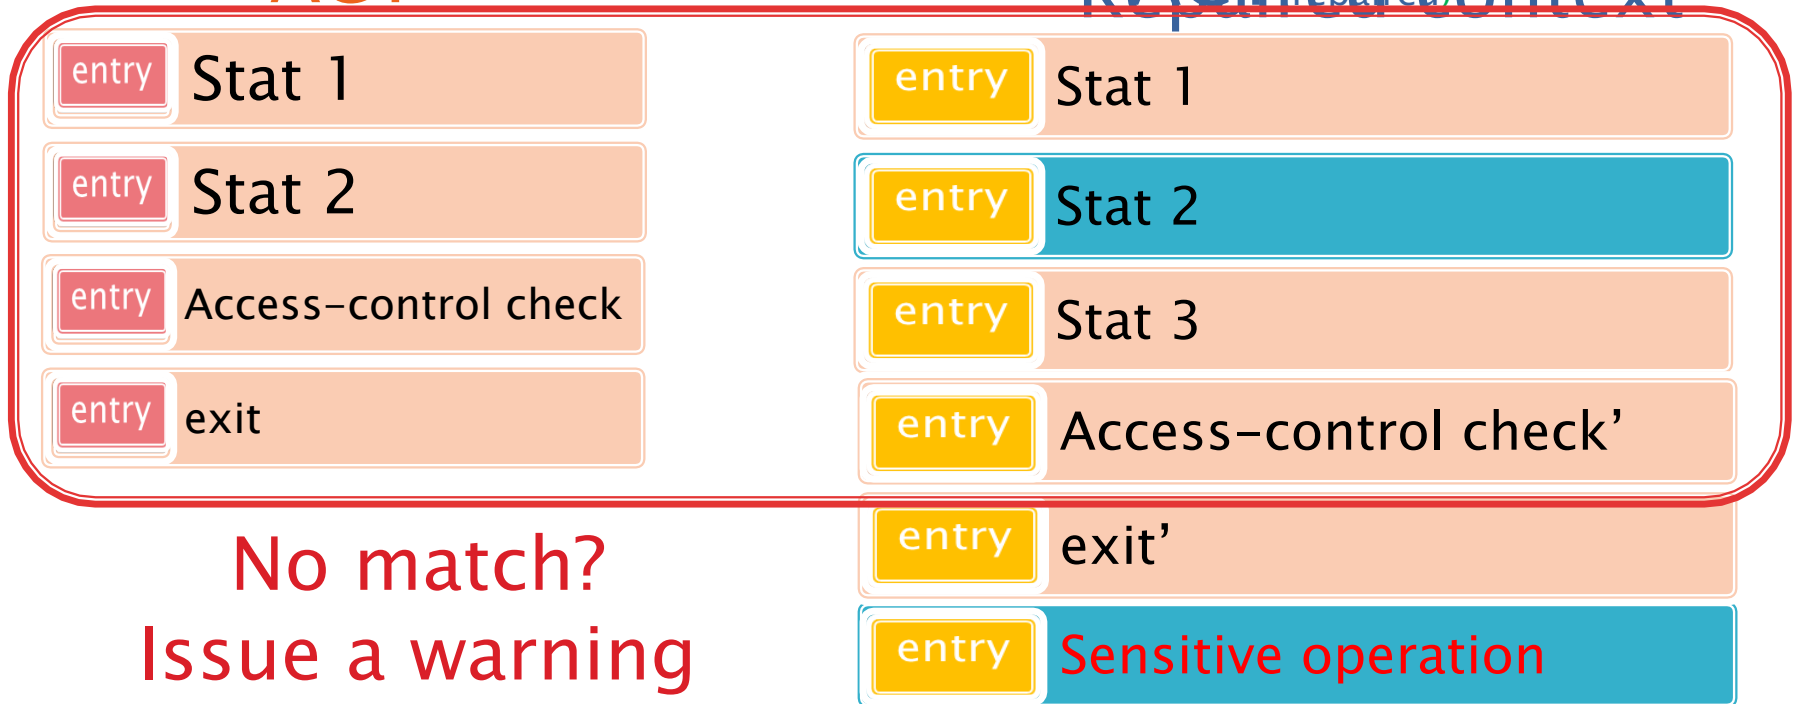 entry Stat 1
entry Stat 2
entry Access-control check
entry exit
No match?
Issue a warning
entry Stat 1
entry Stat 2
entry Stat 3
entry Access-control check’
entry exit’
entry Sensitive operation